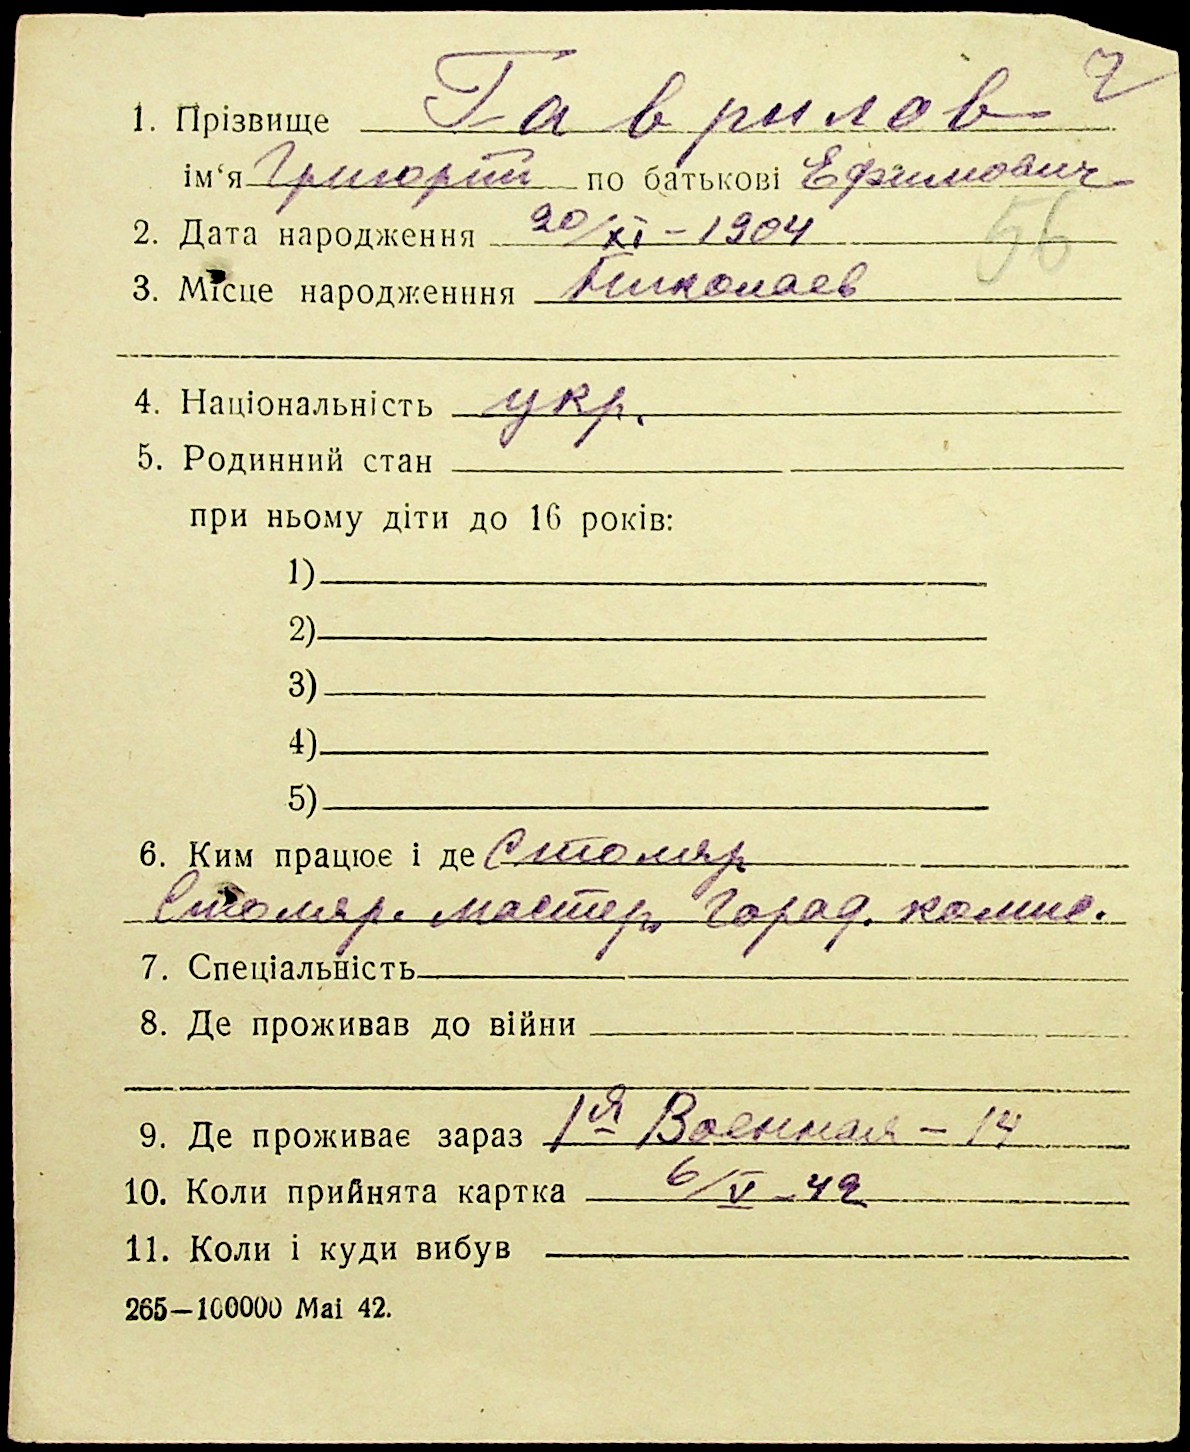 1. Прізвище Гаврилов
ім‘я Григорий по батькові Ефимович
2. Дата народження 20/XI – 1904
56
3. Місце народженння Николаев
4. Національність укр.
5. Родинний стан
при ньому діти до 16 років:
1)
2)
3)
4)
5)
6. Ким працює і де Столяр
Столяр. мастер. Город. комис.
7. Спеціальність
8. Де проживав до війни
9. Де проживає зараз 1я Военная – 14
10. Коли прийнята картка 6/V – 42
11. Коли і куди вибув
265—100000 Mai 42.